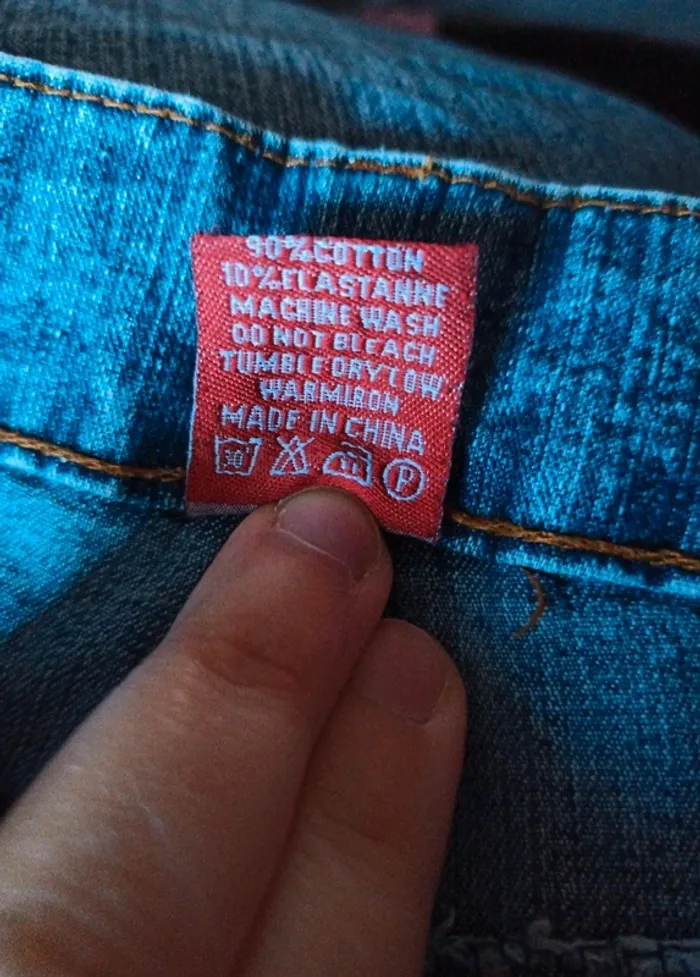 90%COTTON
10%ELASTANNE
MACHINE WASH
DO NOT BLEACH
TUMBLE DRY LOW
WARMIRON
MADE IN CHINA
30° P